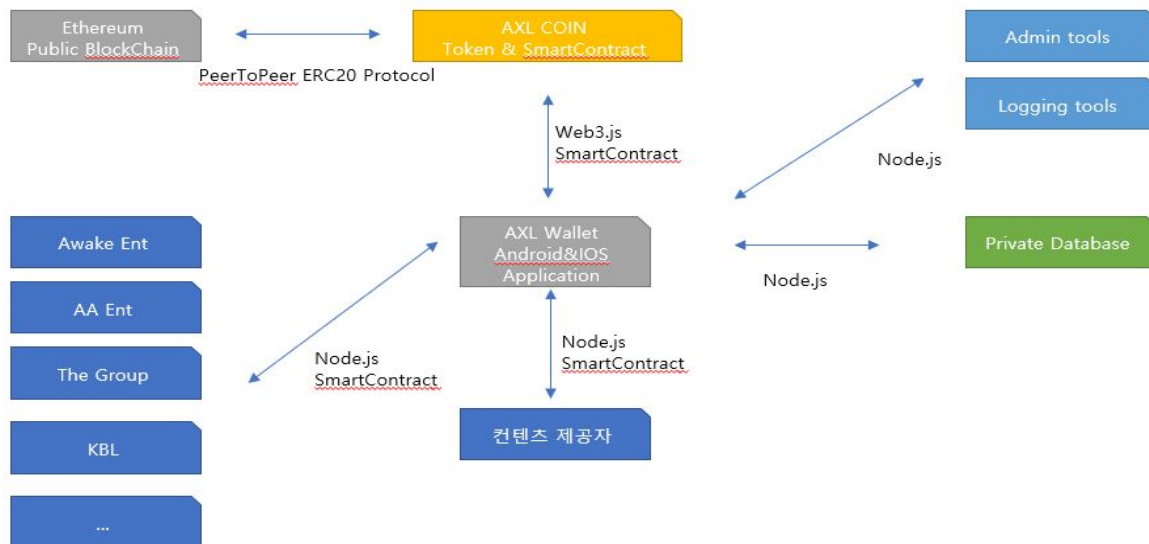 Ethereum
Public BlockChain
AXL COIN
Token & SmartContract
Admin tools
PeerToPeer ERC20 Protocol
Logging tools
Web3.js
SmartContract
Node.js
Awake Ent
AXL Wallet
Android&IOS
Application
Private Database
Node.js
AA Ent
Node.js
SmartContract
Node.js
SmartContract
The Group
컨텐츠 제공자
KBL
...